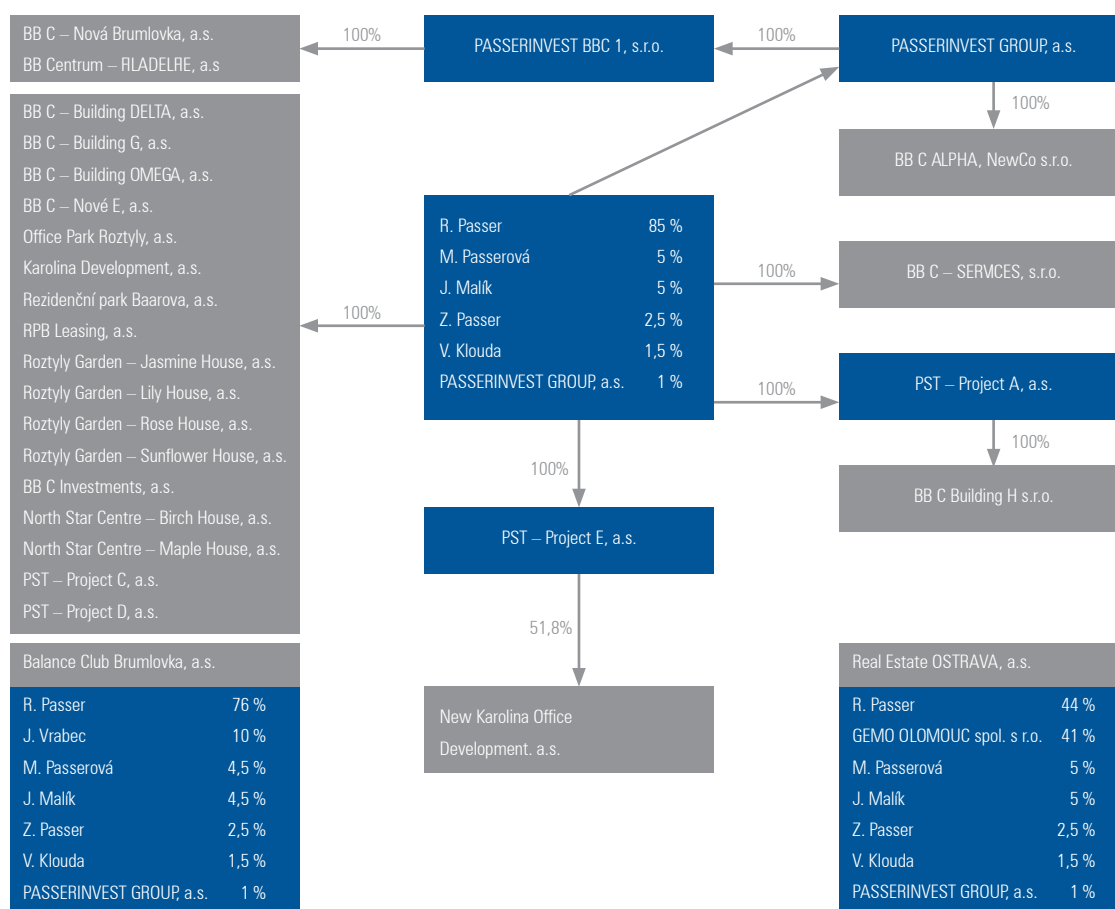 BB C – Nová Brumlovka, a.s.
BB Centrum – FILADELFIE, a.s
100%
PASSERINVEST BBC 1, s.r.o.
100%
PASSERINVEST GROUP, a.s.
100%
BB C ALPHA, NewCo s.r.o.
BB C – Building DELTA, a.s.
BB C – Building G, a.s.
BB C – Building OMEGA, a.s.
BB C – Nové E, a.s.
Office Park Roztyly, a.s.
Karolina Development, a.s.
Rezidenční park Baarova, a.s.
RPB Leasing, a.s.
Roztyly Garden – Jasmine House, a.s.
Roztyly Garden – Lily House, a.s.
Roztyly Garden – Rose House, a.s.
Roztyly Garden – Sunflower House, a.s.
BB C Investments, a.s.
North Star Centre – Birch House, a.s.
North Star Centre – Maple House, a.s.
PST – Project C, a.s.
PST – Project D, a.s.
100%
R. Passer 85 %
M. Passerová 5 %
J. Malík 5 %
Z. Passer 2,5 %
V. Klouda 1,5 %
PASSERINVEST GROUP, a.s. 1 %
100%
BB C – SERVICES, s.r.o.
100%
PST – Project A, a.s.
100%
BB C Building H s.r.o.
100%
PST – Project E, a.s.
51,8%
New Karolina Office
Development. a.s.
Balance Club Brumlovka, a.s.
R. Passer 76 %
J. Vrabec 10 %
M. Passerová 4,5 %
J. Malík 4,5 %
Z. Passer 2,5 %
V. Klouda 1,5 %
PASSERINVEST GROUP, a.s. 1 %
Real Estate OSTRAVA, a.s.
R. Passer 44 %
GEMO OLOMOUC spol. s r.o. 41 %
M. Passerová 5 %
J. Malík 5 %
Z. Passer 2,5 %
V. Klouda 1,5 %
PASSERINVEST GROUP, a.s. 1 %